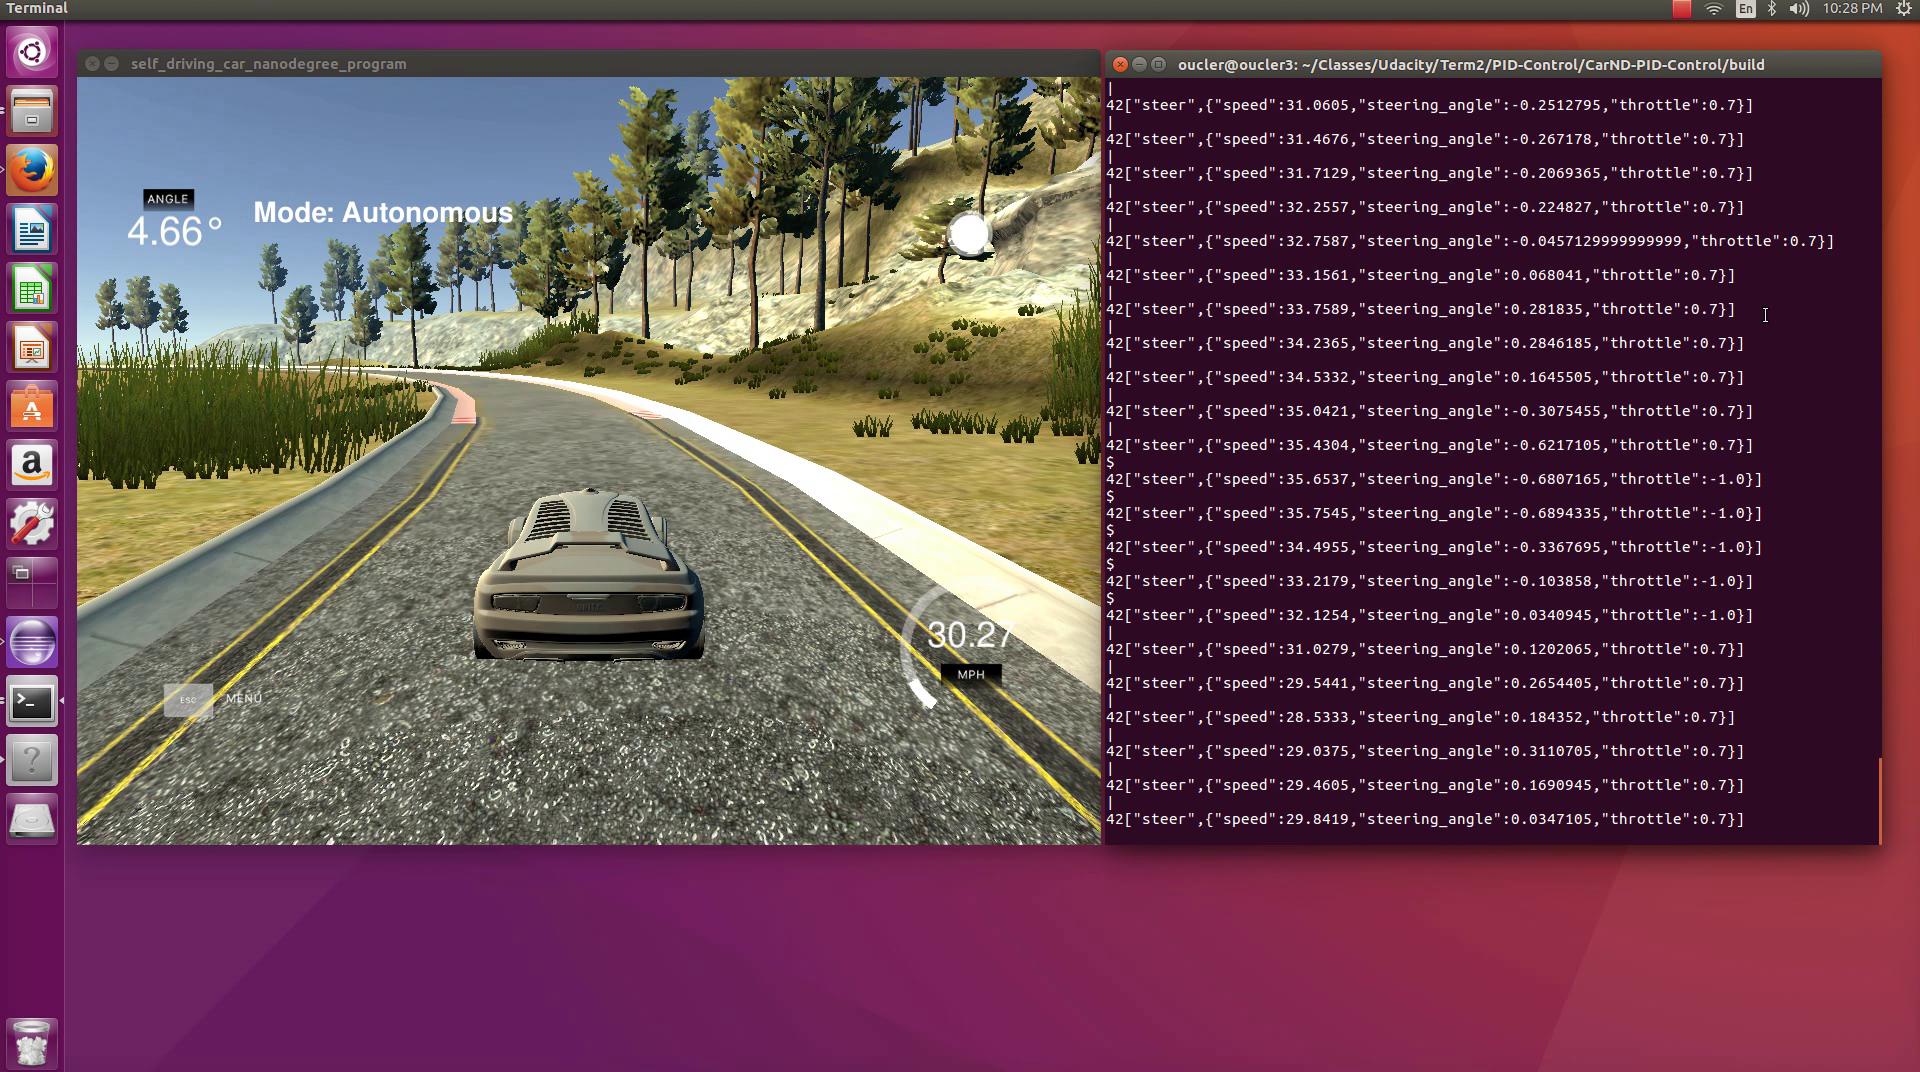 Terminal
En
10:28 PM
self_driving_car_nanodegree_program
ANGLE
4.66°
Mode: Autonomous
30.27
MPH
ESC
MENU
oucler@oucler3: ~/Classes/Udacity/Term2/PID-Control/CarND-PID-Control/build
|
42["steer",{"speed":31.0605,"steering_angle":-0.2512795,"throttle":0.7}]
|
42["steer",{"speed":31.4676,"steering_angle":-0.267178,"throttle":0.7}]
|
42["steer",{"speed":31.7129,"steering_angle":-0.2069365,"throttle":0.7}]
|
42["steer",{"speed":32.2557,"steering_angle":-0.224827,"throttle":0.7}]
|
42["steer",{"speed":32.7587,"steering_angle":-0.0457129999999999,"throttle":0.7}]
|
42["steer",{"speed":33.1561,"steering_angle":0.068041,"throttle":0.7}]
|
42["steer",{"speed":33.7589,"steering_angle":0.281835,"throttle":0.7}]
|
42["steer",{"speed":34.2365,"steering_angle":0.2846185,"throttle":0.7}]
|
42["steer",{"speed":34.5332,"steering_angle":0.1645505,"throttle":0.7}]
|
42["steer",{"speed":35.0421,"steering_angle":-0.3075455,"throttle":0.7}]
|
42["steer",{"speed":35.4304,"steering_angle":-0.6217105,"throttle":0.7}]
$
42["steer",{"speed":35.6537,"steering_angle":-0.6807165,"throttle":-1.0}]
$
42["steer",{"speed":35.7545,"steering_angle":-0.6894335,"throttle":-1.0}]
$
42["steer",{"speed":34.4955,"steering_angle":-0.3367695,"throttle":-1.0}]
$
42["steer",{"speed":33.2179,"steering_angle":-0.103858,"throttle":-1.0}]
$
42["steer",{"speed":32.1254,"steering_angle":0.0340945,"throttle":-1.0}]
|
42["steer",{"speed":31.0279,"steering_angle":0.1202065,"throttle":0.7}]
|
42["steer",{"speed":29.5441,"steering_angle":0.2654405,"throttle":0.7}]
|
42["steer",{"speed":28.5333,"steering_angle":0.184352,"throttle":0.7}]
|
42["steer",{"speed":29.0375,"steering_angle":0.3110705,"throttle":0.7}]
|
42["steer",{"speed":29.4605,"steering_angle":0.1690945,"throttle":0.7}]
|
42["steer",{"speed":29.8419,"steering_angle":0.0347105,"throttle":0.7}]